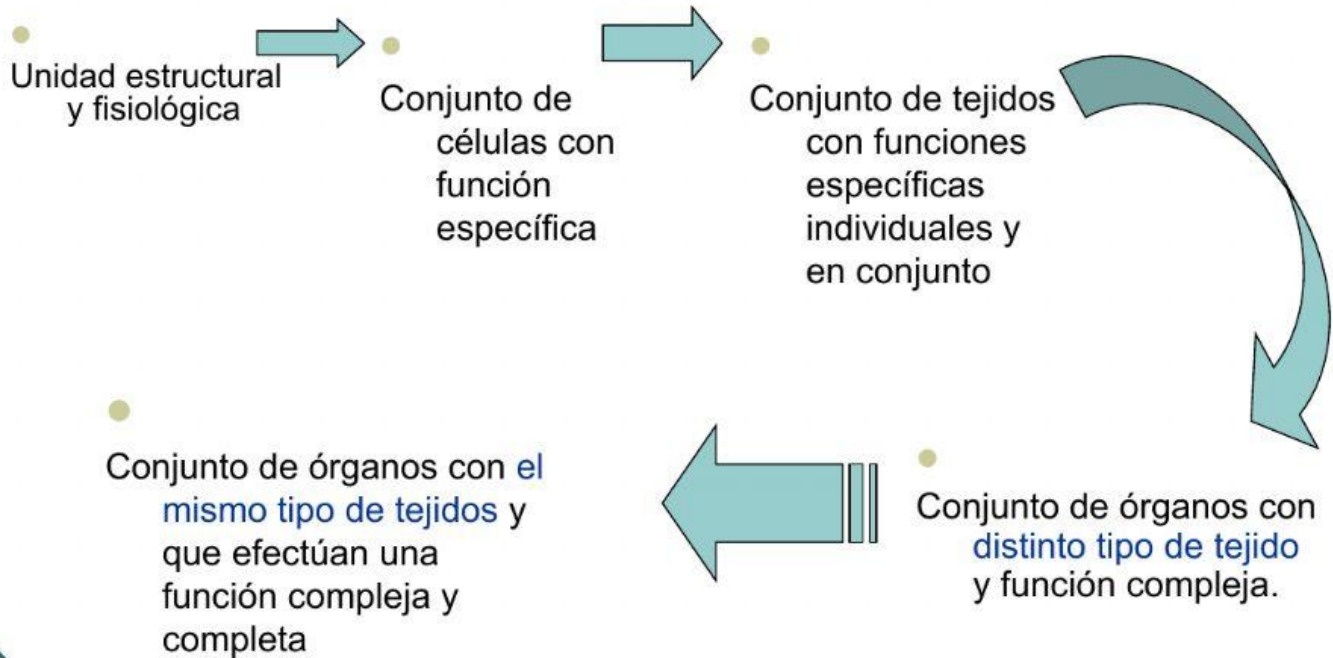 Unidad estructural
y fisiológica
Conjunto de
células con
función
específica
Conjunto de tejidos
con funciones
específicas
individuales y
en conjunto
Conjunto de órganos con
distinto tipo de tejido
y función compleja.
Conjunto de órganos con el
mismo tipo de tejidos y
que efectúan una
función compleja y
completa